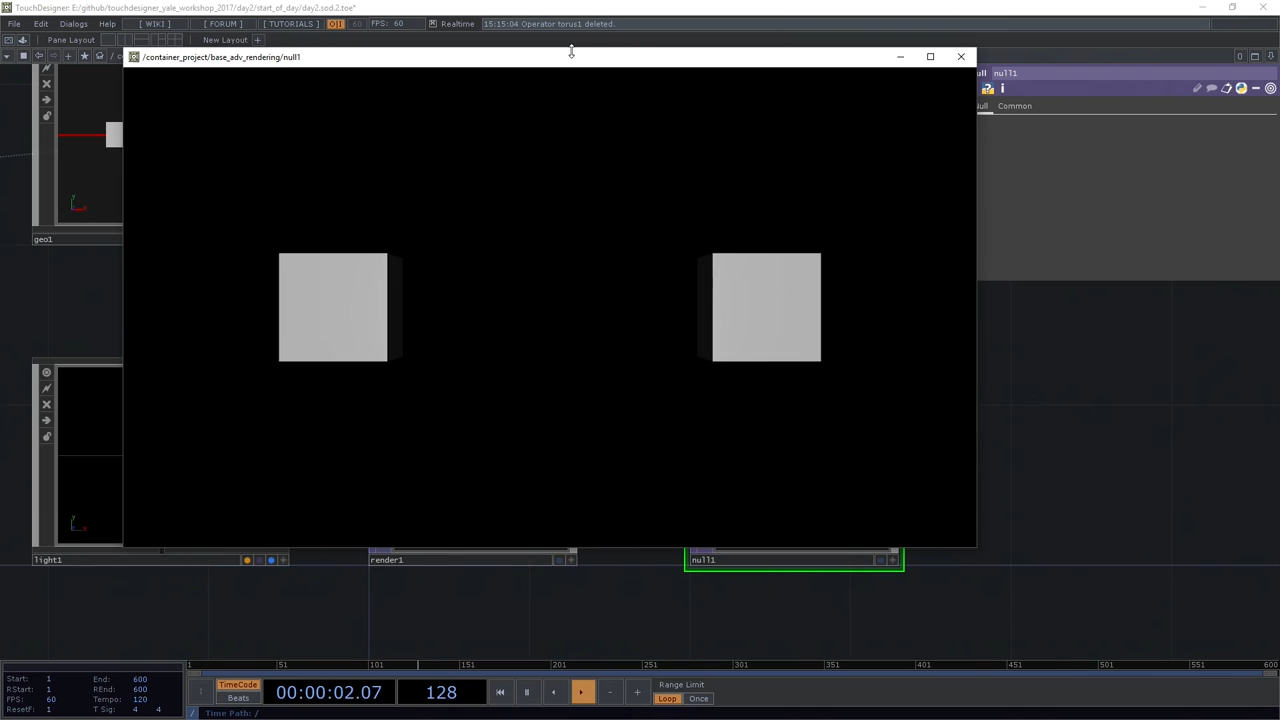 TouchDesigner: E:/github/touchdesigner_yale_workshop_2017/day2/start_of_day/day2.sod.2.toe*
File Edit Dialogs Help [ WIKI ] [ FORUM ] [ TUTORIALS ] O|I 60 FPS: 60 Realtime 15:15:04 Operator torus1 deleted.
Pane Layout New Layout +
/container_project/base_adv_rendering/null1
null1
Common
geo1
light1
render1
null1
1 51 101 151 201 251 301 351 401 451 501 551 600
Start: 1 End: 600
RStart: 1 REnd: 600
FPS: 60 Tempo: 120
ResetF: 1 T Sig: 4 4
TimeCode
Beats
00:00:02.07
128
Range Limit
Loop Once
Time Path: /